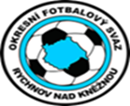 OKRESNÍ FOTBALOVÝ SVAZ
RYCHNOV NAD KNĚŽNOU